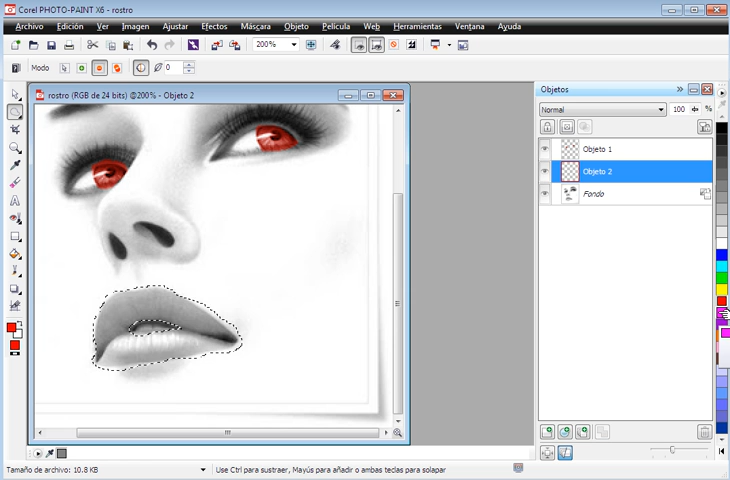 Corel PHOTO-PAINT X6 - rostro
Archivo Edición Ver Imagen Ajustar Efectos Máscara Objeto Película Web Herramientas Ventana Ayuda
200%
Modo 0
rostro (RGB de 24 bits) @200% - Objeto 2
Objetos
Normal 100 %
Objeto 1
Objeto 2
Fondo
Tamaño de archivo: 10.8 KB
Use Ctrl para sustraer, Mayús para añadir o ambas teclas para solapar